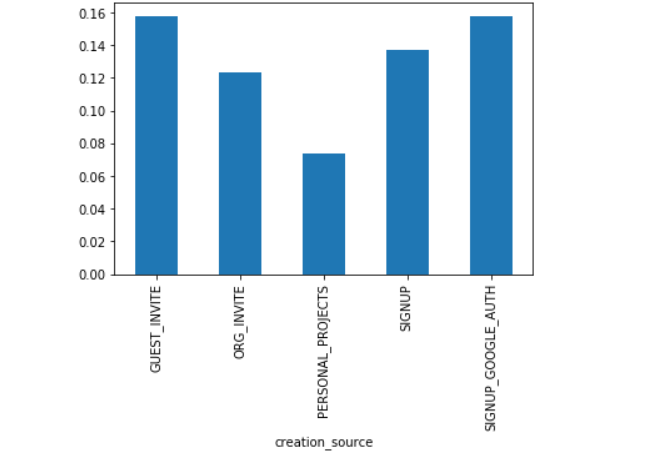 0.16
0.14
0.12
0.10
0.08
0.06
0.04
0.02
0.00
GUEST_INVITE
ORG_INVITE
PERSONAL_PROJECTS
SIGNUP
SIGNUP_GOOGLE_AUTH
creation_source